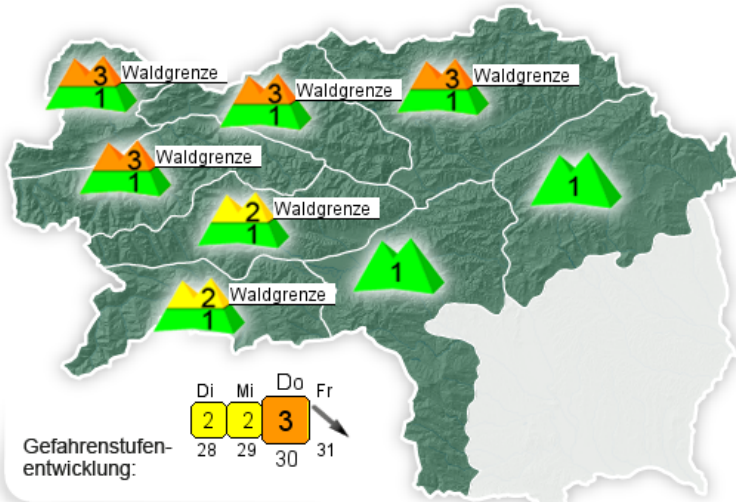 3 Waldgrenze
1
3 Waldgrenze
1
3 Waldgrenze
1
3 Waldgrenze
1
1
2 Waldgrenze
1
1
2 Waldgrenze
1
Di Mi Do Fr
2 2 3
28 29 30 31
Gefahrenstufen-
entwicklung: